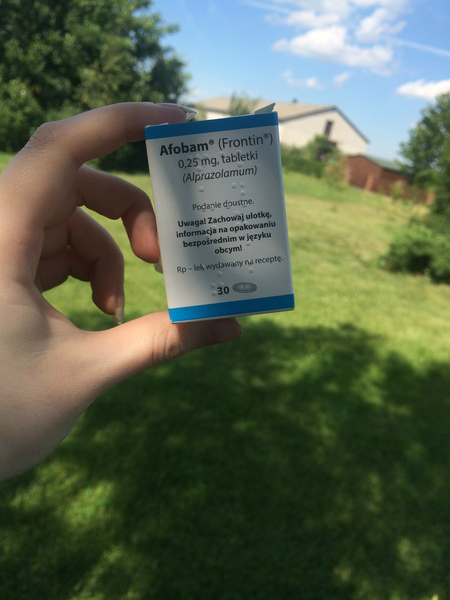 Afobam® (Frontin®)
0,25 mg, tabletki
(Alprazolamum)
Podanie doustne.
Uwaga! Zachowaj ulotkę,
informacja na opakowaniu
bezpośrednim w języku
obcym!
Rp – lek wydawany na receptę.
30